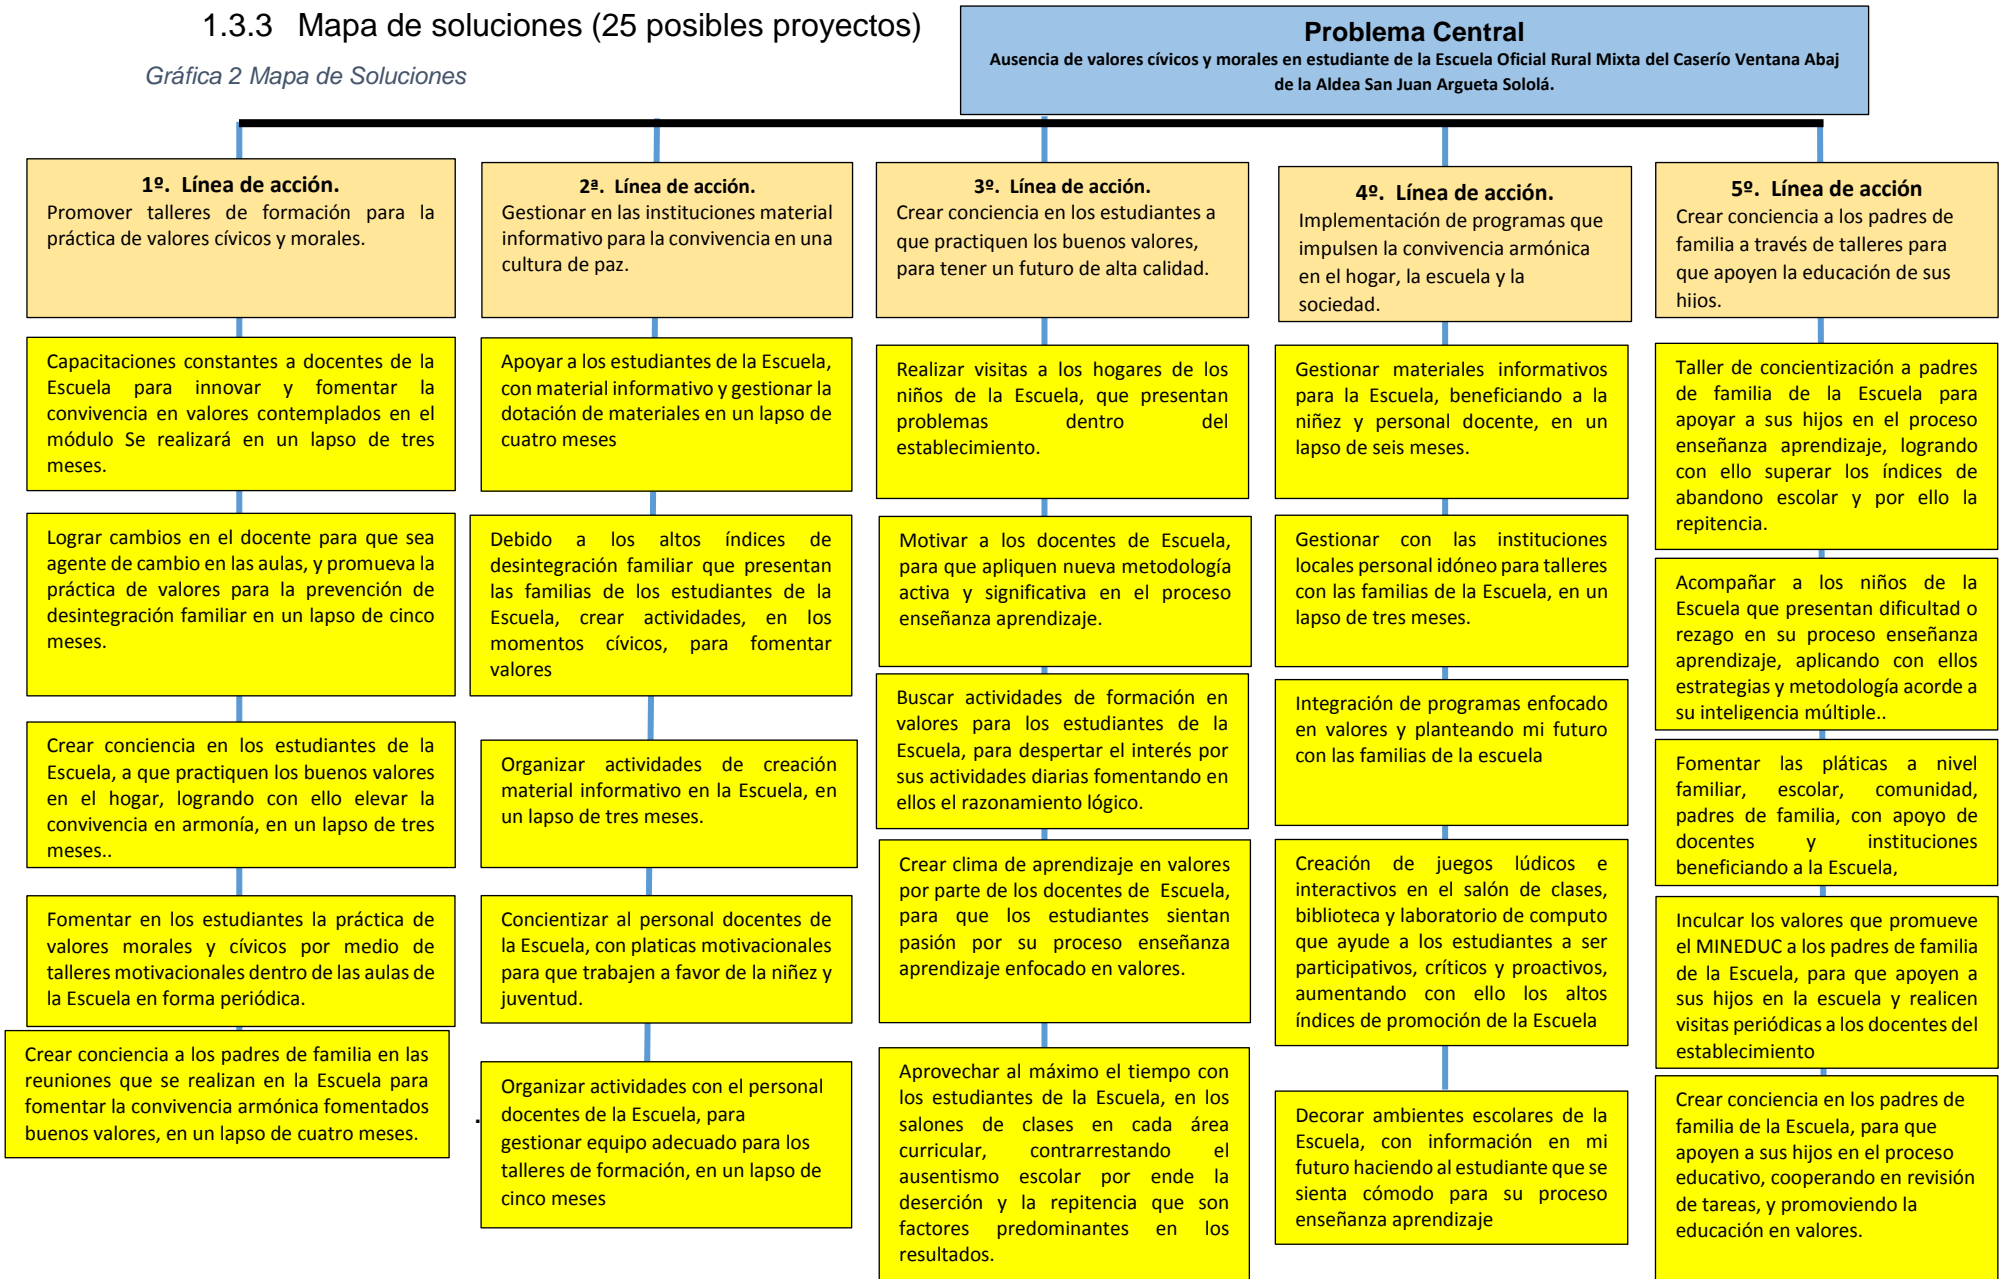 1.3.3 Mapa de soluciones (25 posibles proyectos)
Gráfica 2 Mapa de Soluciones
Problema Central
Ausencia de valores cívicos y morales en estudiante de la Escuela Oficial Rural Mixta del Caserío Ventana Abaj
de la Aldea San Juan Argueta Sololá.
1º. Línea de acción.
Promover talleres de formación para la
práctica de valores cívicos y morales.
Capacitaciones constantes a docentes de la
Escuela para innovar y fomentar la
convivencia en valores contemplados en el
módulo Se realizará en un lapso de tres
meses.
Lograr cambios en el docente para que sea
agente de cambio en las aulas, y promueva la
práctica de valores para la prevención de
desintegración familiar en un lapso de cinco
meses.
Crear conciencia en los estudiantes de la
Escuela, a que practiquen los buenos valores
en el hogar, logrando con ello elevar la
convivencia en armonía, en un lapso de tres
meses..
Fomentar en los estudiantes la práctica de
valores morales y cívicos por medio de
talleres motivacionales dentro de las aulas de
la Escuela en forma periódica.
Crear conciencia a los padres de familia en las
reuniones que se realizan en la Escuela para
fomentar la convivencia armónica fomentados
buenos valores, en un lapso de cuatro meses.
2ª. Línea de acción.
Gestionar en las instituciones material
informativo para la convivencia en una
cultura de paz.
Apoyar a los estudiantes de la Escuela,
con material informativo y gestionar la
dotación de materiales en un lapso de
cuatro meses
Debido a los altos índices de
desintegración familiar que presentan
las familias de los estudiantes de la
Escuela, crear actividades, en los
momentos cívicos, para fomentar
valores
Organizar actividades de creación
material informativo en la Escuela, en
un lapso de tres meses.
Concientizar al personal docentes de
la Escuela, con platicas motivacionales
para que trabajen a favor de la niñez y
juventud.
.
Organizar actividades con el personal
docentes de la Escuela, para
gestionar equipo adecuado para los
talleres de formación, en un lapso de
cinco meses
3º. Línea de acción.
Crear conciencia en los estudiantes a
que practiquen los buenos valores,
para tener un futuro de alta calidad.
Realizar visitas a los hogares de los
niños de la Escuela, que presentan
problemas dentro del
establecimiento.
Motivar a los docentes de Escuela,
para que apliquen nueva metodología
activa y significativa en el proceso
enseñanza aprendizaje.
Buscar actividades de formación en
valores para los estudiantes de la
Escuela, para despertar el interés por
sus actividades diarias fomentando en
ellos el razonamiento lógico.
Crear clima de aprendizaje en valores
por parte de los docentes de Escuela,
para que los estudiantes sientan
pasión por su proceso enseñanza
aprendizaje enfocado en valores.
Aprovechar al máximo el tiempo con
los estudiantes de la Escuela, en los
salones de clases en cada área
curricular, contrarrestando el
ausentismo escolar por ende la
deserción y la repitencia que son
factores predominantes en los
resultados.
4º. Línea de acción.
Implementación de programas que
impulsen la convivencia armónica
en el hogar, la escuela y la
sociedad.
Gestionar materiales informativos
para la Escuela, beneficiando a la
niñez y personal docente, en un
lapso de seis meses.
Gestionar con las instituciones
locales personal idóneo para talleres
con las familias de la Escuela, en un
lapso de tres meses.
Integración de programas enfocado
en valores y planteando mi futuro
con las familias de la escuela
Creación de juegos lúdicos e
interactivos en el salón de clases,
biblioteca y laboratorio de computo
que ayude a los estudiantes a ser
participativos, críticos y proactivos,
aumentando con ello los altos
índices de promoción de la Escuela
Decorar ambientes escolares de la
Escuela, con información en mi
futuro haciendo al estudiante que se
sienta cómodo para su proceso
enseñanza aprendizaje
5º. Línea de acción
Crear conciencia a los padres de
familia a través de talleres para
que apoyen la educación de sus
hijos.
Taller de concientización a padres
de familia de la Escuela para
apoyar a sus hijos en el proceso
enseñanza aprendizaje, logrando
con ello superar los índices de
abandono escolar y por ello la
repitencia.
Acompañar a los niños de la
Escuela que presentan dificultad o
rezago en su proceso enseñanza
aprendizaje, aplicando con ellos
estrategias y metodología acorde a
su inteligencia múltiple..
Fomentar las pláticas a nivel
familiar, escolar, comunidad,
padres de familia, con apoyo de
docentes y instituciones
beneficiando a la Escuela,
Inculcar los valores que promueve
el MINEDUC a los padres de familia
de la Escuela, para que apoyen a
sus hijos en la escuela y realicen
visitas periódicas a los docentes del
establecimiento
Crear conciencia en los padres de
familia de la Escuela, para que
apoyen a sus hijos en el proceso
educativo, cooperando en revisión
de tareas, y promoviendo la
educación en valores.